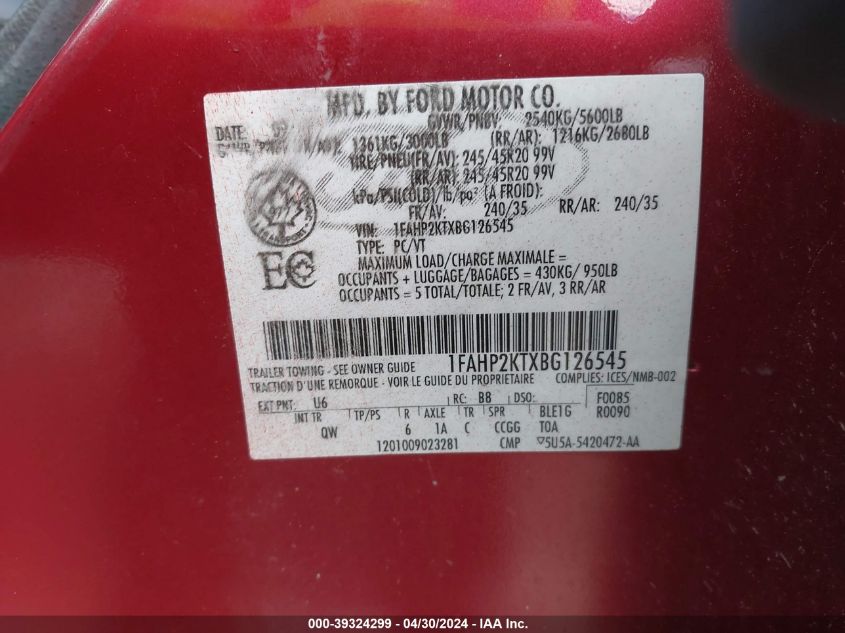 MFD. BY FORD MOTOR CO.
DATE: 09 GVWR/PNBV: 2540KG/5600LB
1361KG/3000LB (RR/AR): 1216KG/2680LB
TIRE/PNEU(FR/AV): 245/45R20 99V
(RR/AR): 245/45R20 99V
kPa/PSI(COLD)/lb/po² (A FROID):
FR/AV: 240/35 RR/AR: 240/35
VIN: 1FAHP2KTXBG126545
TYPE: PC/VT
MAXIMUM LOAD/CHARGE MAXIMALE =
OCCUPANTS + LUGGAGE/BAGAGES = 430KG/ 950LB
OCCUPANTS = 5 TOTAL/TOTALE; 2 FR/AV, 3 RR/AR
EC
1FAHP2KTXBG126545
TRAILER TOWING - SEE OWNER GUIDE
TRACTION D'UNE REMORQUE - VOIR LE GUIDE DU PROPRIETAIRE COMPLIES: ICES/NMB-002
EXT PNT: U6 RC: B8 DSO: F0085
INT TR TP/PS R AXLE TR SPR BLE1G R0090
QW 6 1A C CCGG TOA
1201009023281 CMP ▽5U5A-5420472-AA
000-39324299 - 04/30/2024 - IAA Inc.